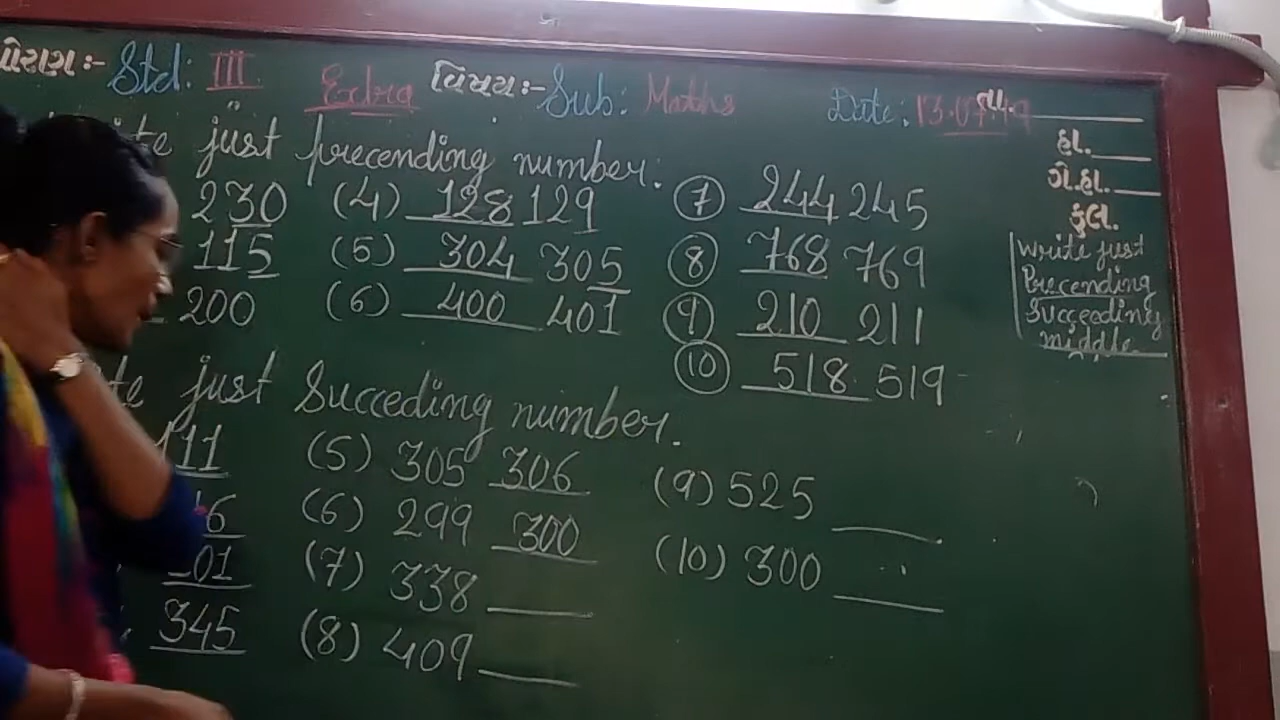 ધોરણ :- Std: III Extra વિષય :- Sub: Maths Date: 13.07. તા.
just precending number:
230 (4) 128 129 7 244 245
115 (5) 304 305 8 768 769
200 (6) 400 401 9 210 211
10 518 519
હા.
ગે.હા.
કુલ.
write just
Precending
Succeeding
middle
just Succeding number.
111 (5) 305 306 (9) 525
6 (6) 299 300 (10) 300
01 (7) 338
345 (8) 409